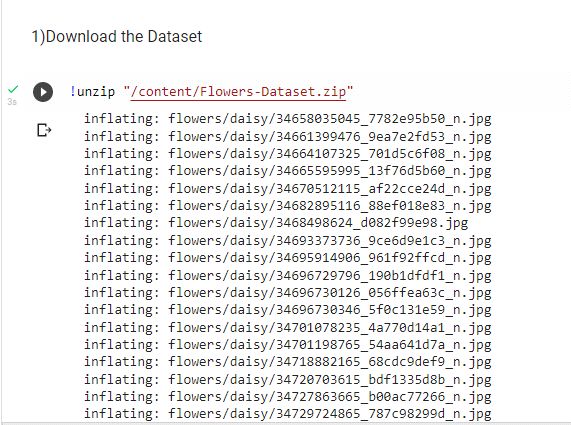 1)Download the Dataset
3s
!unzip "/content/Flowers-Dataset.zip"
inflating: flowers/daisy/34658035045_7782e95b50_n.jpg
inflating: flowers/daisy/34661399476_9ea7e2fd53_n.jpg
inflating: flowers/daisy/34664107325_701d5c6f08_n.jpg
inflating: flowers/daisy/34665595995_13f76d5b60_n.jpg
inflating: flowers/daisy/34670512115_af22cce24d_n.jpg
inflating: flowers/daisy/34682895116_88ef018e83_n.jpg
inflating: flowers/daisy/3468498624_d082f99e98.jpg
inflating: flowers/daisy/34693373736_9ce6d9e1c3_n.jpg
inflating: flowers/daisy/34695914906_961f92ffcd_n.jpg
inflating: flowers/daisy/34696729796_190b1dfdf1_n.jpg
inflating: flowers/daisy/34696730126_056ffea63c_n.jpg
inflating: flowers/daisy/34696730346_5f0c131e59_n.jpg
inflating: flowers/daisy/34701078235_4a770d14a1_n.jpg
inflating: flowers/daisy/34701198765_54aa641d7a_n.jpg
inflating: flowers/daisy/34718882165_68cdc9def9_n.jpg
inflating: flowers/daisy/34720703615_bdf1335d8b_n.jpg
inflating: flowers/daisy/34727863665_b00ac77266_n.jpg
inflating: flowers/daisy/34729724865_787c98299d_n.jpg